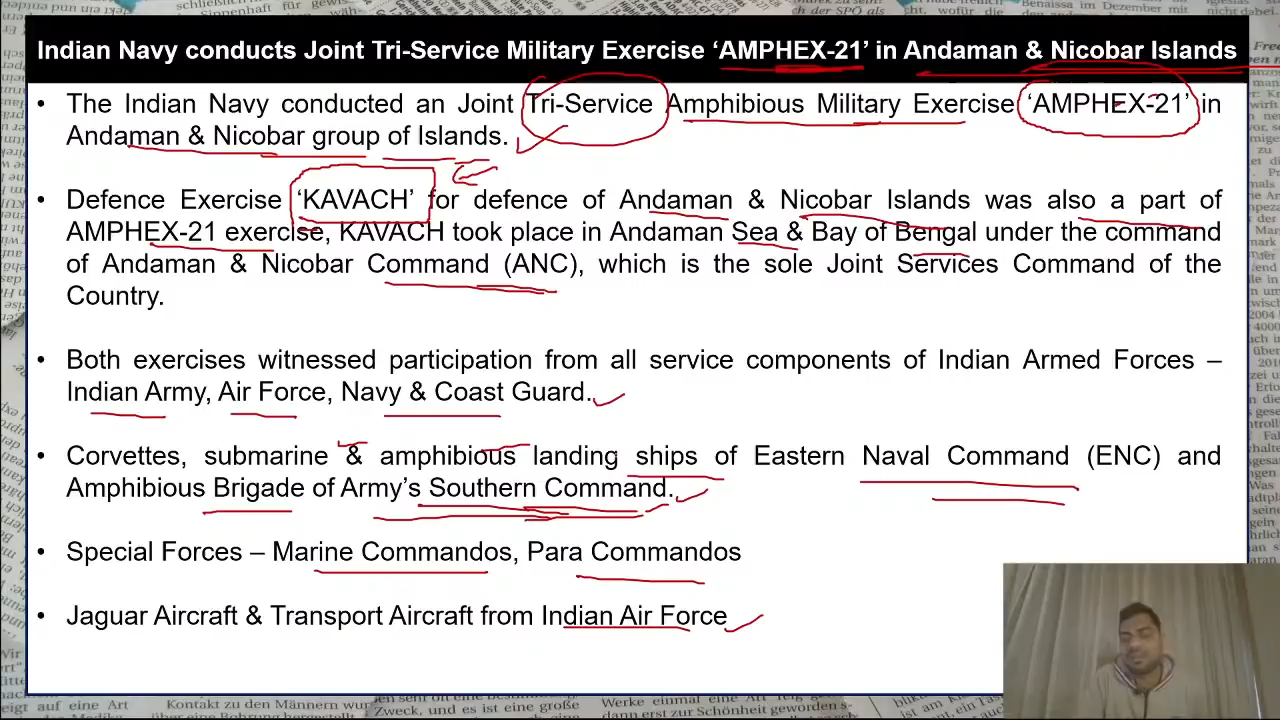 Indian Navy conducts Joint Tri-Service Military Exercise ‘AMPHEX-21’ in Andaman & Nicobar Islands
• The Indian Navy conducted an Joint Tri-Service Amphibious Military Exercise ‘AMPHEX-21’ in
Andaman & Nicobar group of Islands.
• Defence Exercise ‘KAVACH’ for defence of Andaman & Nicobar Islands was also a part of
AMPHEX-21 exercise, KAVACH took place in Andaman Sea & Bay of Bengal under the command
of Andaman & Nicobar Command (ANC), which is the sole Joint Services Command of the
Country.
• Both exercises witnessed participation from all service components of Indian Armed Forces –
Indian Army, Air Force, Navy & Coast Guard.
• Corvettes, submarine & amphibious landing ships of Eastern Naval Command (ENC) and
Amphibious Brigade of Army’s Southern Command.
• Special Forces – Marine Commandos, Para Commandos
• Jaguar Aircraft & Transport Aircraft from Indian Air Force